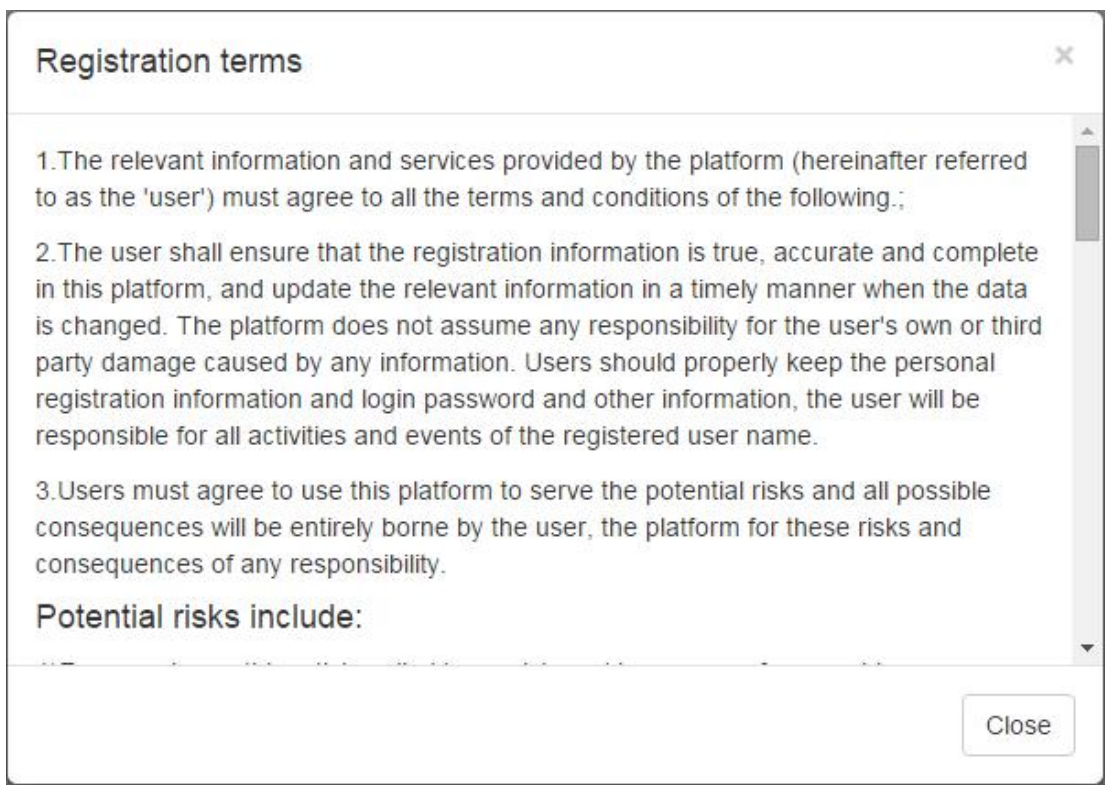 Registration terms
×
1.The relevant information and services provided by the platform (hereinafter referred
to as the 'user') must agree to all the terms and conditions of the following.;
2.The user shall ensure that the registration information is true, accurate and complete
in this platform, and update the relevant information in a timely manner when the data
is changed. The platform does not assume any responsibility for the user's own or third
party damage caused by any information. Users should properly keep the personal
registration information and login password and other information, the user will be
responsible for all activities and events of the registered user name.
3.Users must agree to use this platform to serve the potential risks and all possible
consequences will be entirely borne by the user, the platform for these risks and
consequences of any responsibility.
Potential risks include:
Close